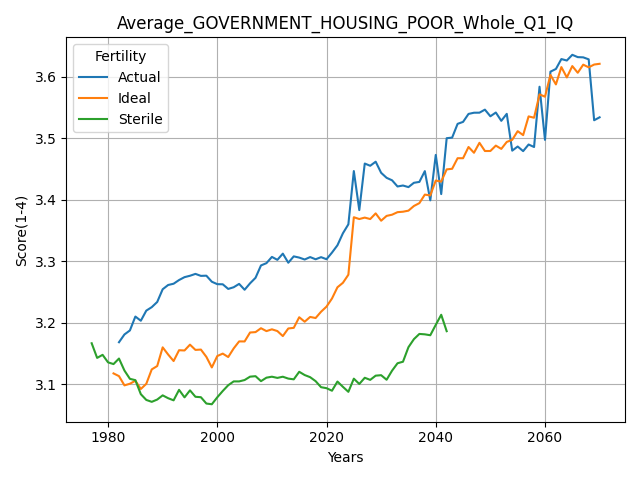 Average_GOVERNMENT_HOUSING_POOR_Whole_Q1_IQ
Fertility
Actual
Ideal
Sterile
Score(1-4)
3.6
3.5
3.4
3.3
3.2
3.1
1980 2000 2020 2040 2060
Years